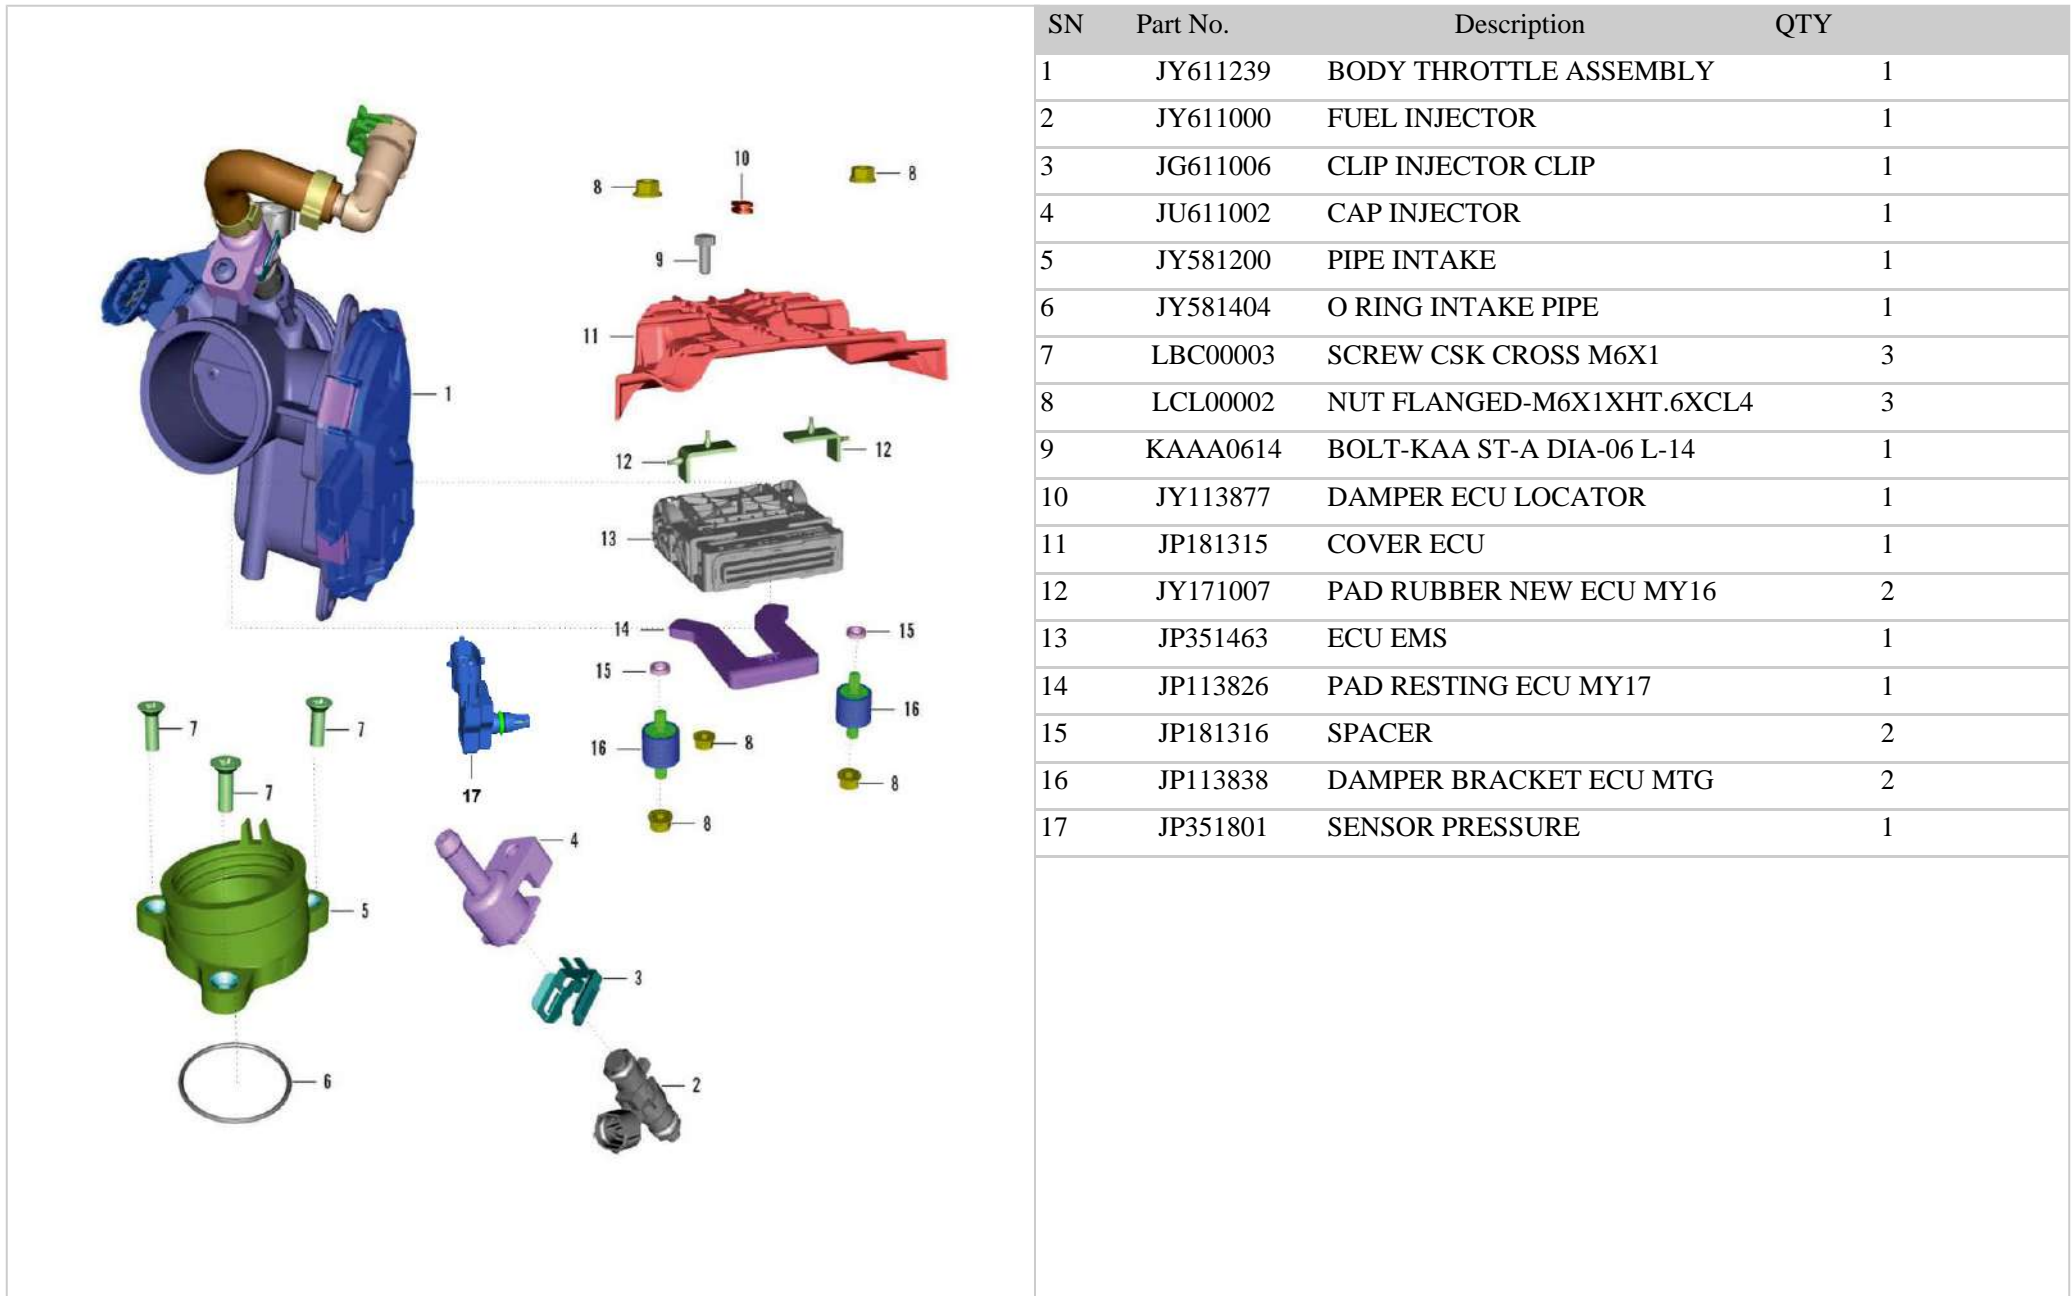 SN Part No. Description QTY
1 JY611239 BODY THROTTLE ASSEMBLY 1
2 JY611000 FUEL INJECTOR 1
3 JG611006 CLIP INJECTOR CLIP 1
4 JU611002 CAP INJECTOR 1
5 JY581200 PIPE INTAKE 1
6 JY581404 O RING INTAKE PIPE 1
7 LBC00003 SCREW CSK CROSS M6X1 3
8 LCL00002 NUT FLANGED-M6X1XHT.6XCL4 3
9 KAAA0614 BOLT-KAA ST-A DIA-06 L-14 1
10 JY113877 DAMPER ECU LOCATOR 1
11 JP181315 COVER ECU 1
12 JY171007 PAD RUBBER NEW ECU MY16 2
13 JP351463 ECU EMS 1
14 JP113826 PAD RESTING ECU MY17 1
15 JP181316 SPACER 2
16 JP113838 DAMPER BRACKET ECU MTG 2
17 JP351801 SENSOR PRESSURE 1
10
8 8
9
11
1
12 12
13
14 15
15
16
7 7
16 8
8
7 17
8
4
5
3
6 2